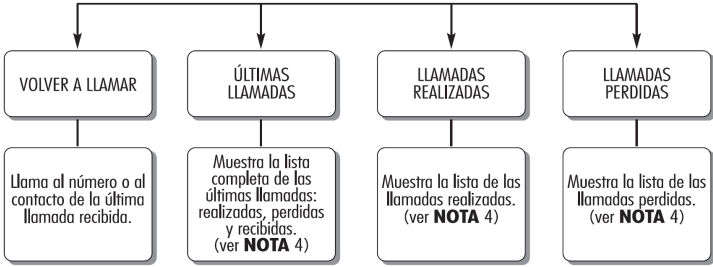 VOLVER A LLAMAR
ÚLTIMAS
LLAMADAS
LLAMADAS
REALIZADAS
LLAMADAS
PERDIDAS
Llama al número o al
contacto de la última
llamada recibida.
Muestra la lista
completa de las
últimas llamadas:
realizadas, perdidas
y recibidas.
(ver NOTA 4)
Muestra la lista de las
llamadas realizadas.
(ver NOTA 4)
Muestra la lista de las
llamadas perdidas.
(ver NOTA 4)